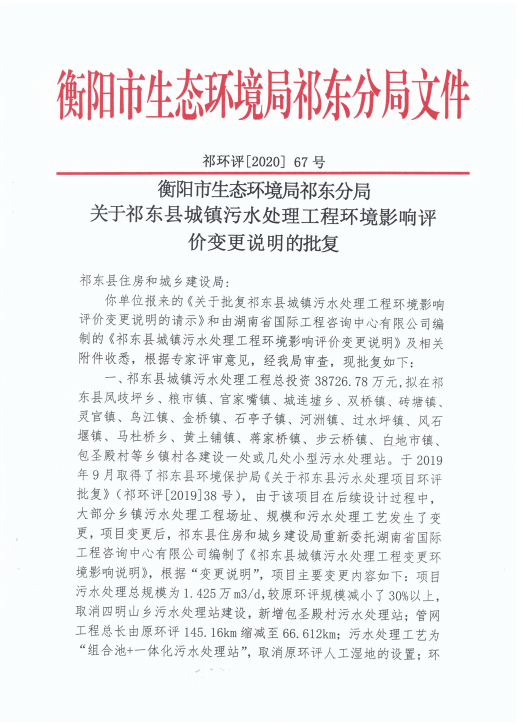 衡阳市生态环境局祁东分局文件
祁环评[2020] 67 号
衡阳市生态环境局祁东分局
关于祁东县城镇污水处理工程环境影响评
价变更说明的批复
祁东县住房和城乡建设局：
你单位报来的《关于批复祁东县城镇污水处理工程环境影响
评价变更说明的请示》和由湖南省国际工程咨询中心有限公司编
制的《祁东县城镇污水处理工程环境影响评价变更说明》及相关
附件收悉，根据专家评审意见，经我局审查，现批复如下：
一、祁东县城镇污水处理工程总投资 38726.78 万元,拟在祁
东县凤歧坪乡、粮市镇、官家嘴镇、城连墟乡、双桥镇、砖塘镇、
灵官镇、鸟江镇、金桥镇、石亭子镇、河洲镇、过水坪镇、风石
堰镇、马杜桥乡、黄土铺镇、蒋家桥镇、步云桥镇、白地市镇、
包圣殿村等乡镇村各建设一处或几处小型污水处理站。于 2019
年 9 月取得了祁东县环境保护局《关于祁东县污水处理项目环评
批复》（祁环评[2019]38 号），由于该项目在后续设计过程中，
大部分乡镇污水处理工程场址、规模和污水处理工艺发生了变
更，项目变更后，祁东县住房和城乡建设局重新委托湖南省国际
工程咨询中心有限公司编制了《祁东县城镇污水处理工程变更环
境影响说明》，根据“变更说明”，项目主要变更内容如下：项目
污水处理总规模为 1.425 万 m3/d,较原环评规模减小了 30%以上，
取消四明山乡污水处理站建设，新增包圣殿村污水处理站；管网
工程总长由原环评 145.16km 缩减至 66.612km；污水处理工艺为
“组合池+一体化污水处理站”，取消原环评人工湿地的设置；环